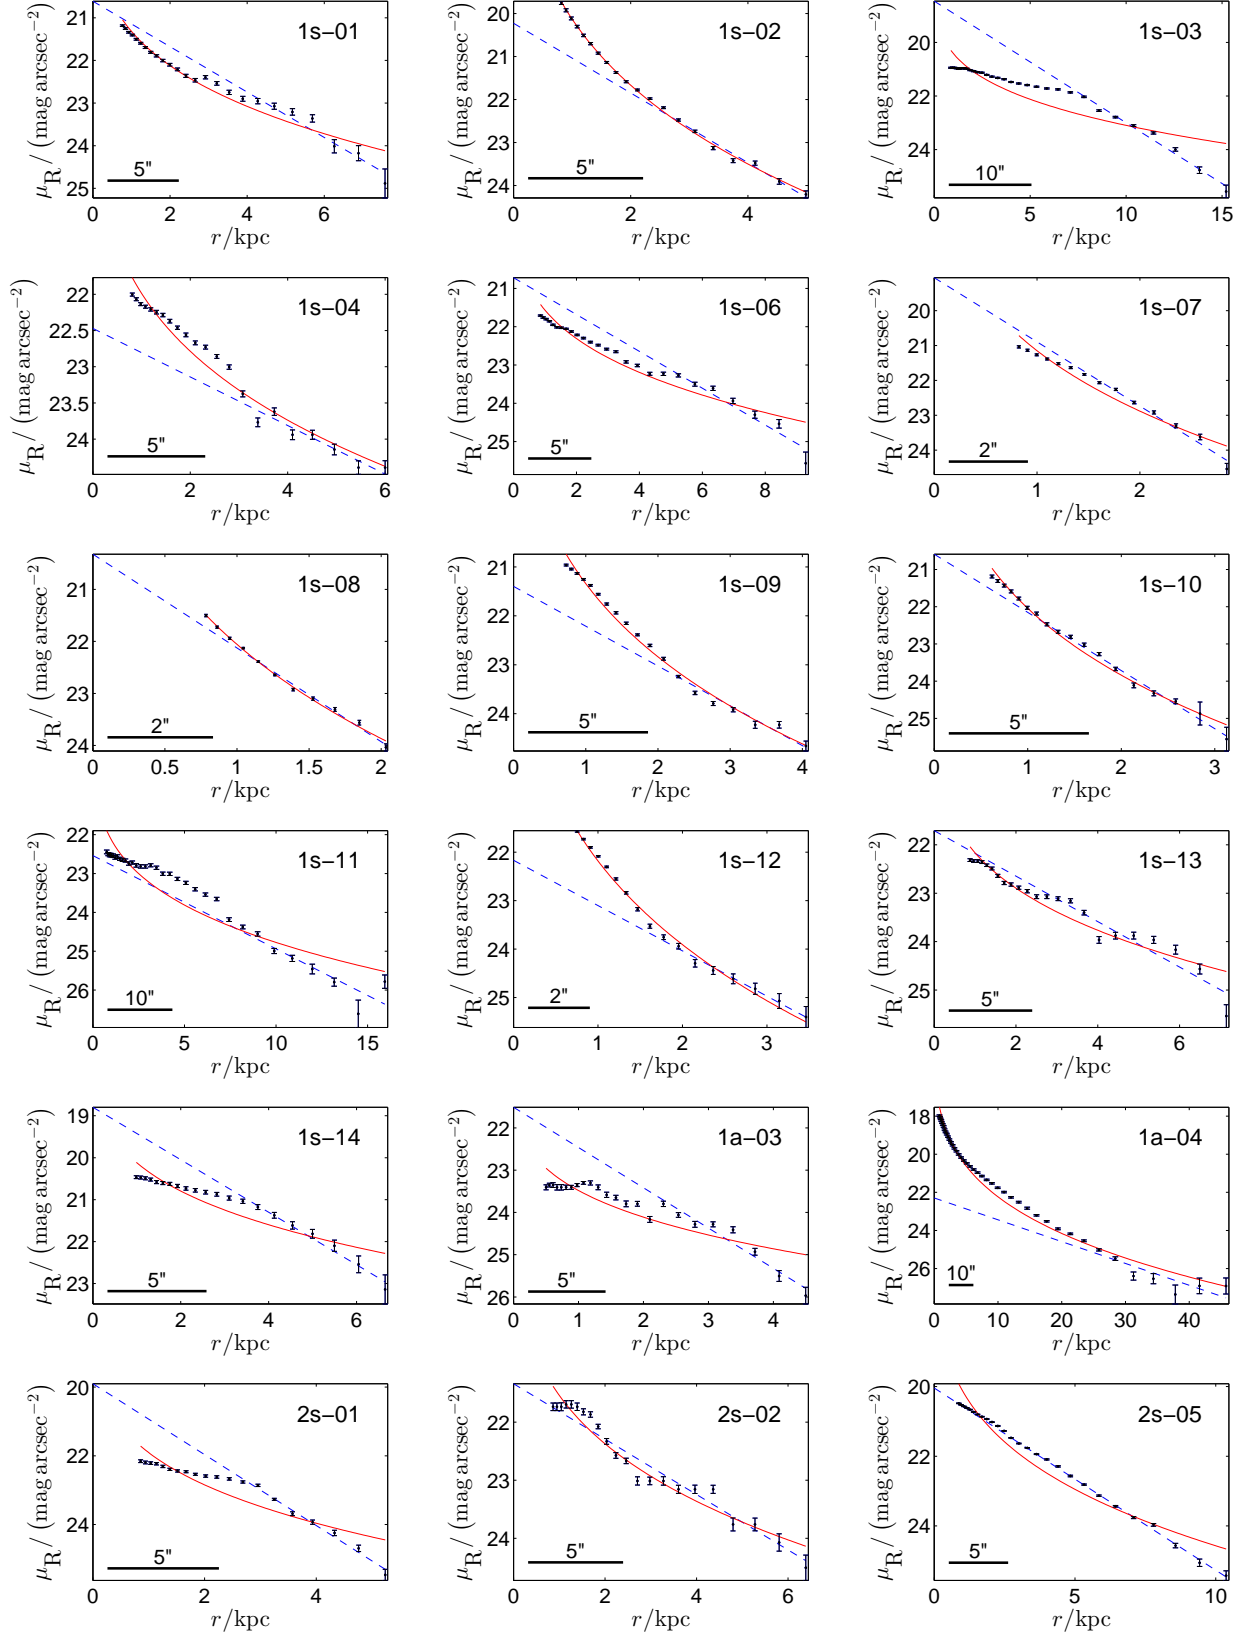 1s−01
μR/ (mag arcsec−2)
21
22
23
24
25
5"
0 2 4 6
r/kpc
1s−02
μR/ (mag arcsec−2)
20
21
22
23
24
5"
0 2 4
r/kpc
1s−03
μR/ (mag arcsec−2)
20
22
24
10"
0 5 10 15
r/kpc
1s−04
μR/ (mag arcsec−2)
22
22.5
23
23.5
24
5"
0 2 4 6
r/kpc
1s−06
μR/ (mag arcsec−2)
21
22
23
24
25
5"
0 2 4 6 8
r/kpc
1s−07
μR/ (mag arcsec−2)
20
21
22
23
24
2"
0 1 2
r/kpc
1s−08
μR/ (mag arcsec−2)
21
22
23
24
2"
0 0.5 1 1.5 2
r/kpc
1s−09
μR/ (mag arcsec−2)
21
22
23
24
5"
0 1 2 3 4
r/kpc
1s−10
μR/ (mag arcsec−2)
21
22
23
24
25
5"
0 1 2 3
r/kpc
1s−11
μR/ (mag arcsec−2)
22
23
24
25
26
10"
0 5 10 15
r/kpc
1s−12
μR/ (mag arcsec−2)
22
23
24
25
2"
0 1 2 3
r/kpc
1s−13
μR/ (mag arcsec−2)
22
23
24
25
5"
0 2 4 6
r/kpc
1s−14
μR/ (mag arcsec−2)
19
20
21
22
23
5"
0 2 4 6
r/kpc
1a−03
μR/ (mag arcsec−2)
22
23
24
25
26
5"
0 1 2 3 4
r/kpc
1a−04
μR/ (mag arcsec−2)
18
20
22
24
26
10"
0 10 20 30 40
r/kpc
2s−01
μR/ (mag arcsec−2)
20
22
24
5"
0 2 4
r/kpc
2s−02
μR/ (mag arcsec−2)
22
23
24
5"
0 2 4 6
r/kpc
2s−05
μR/ (mag arcsec−2)
20
22
24
5"
0 5 10
r/kpc